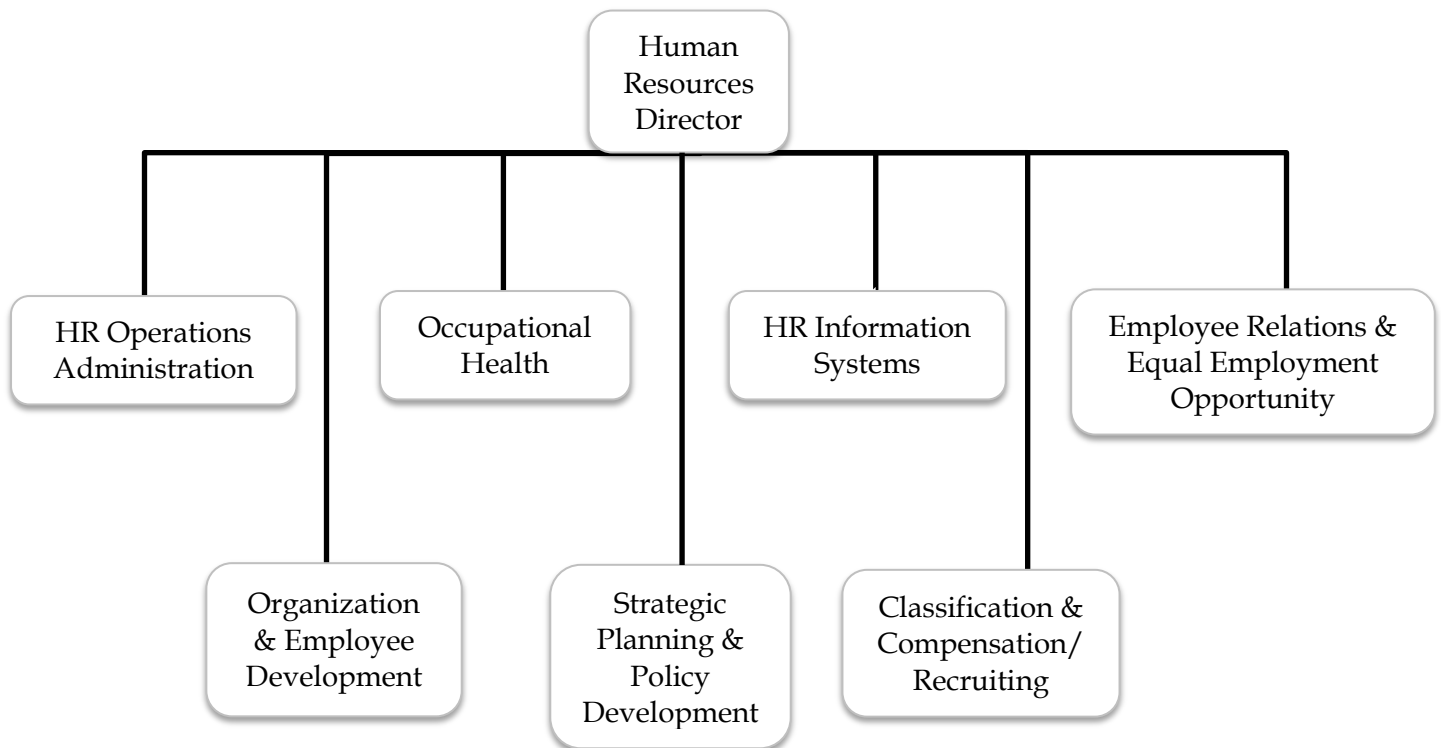 Human
Resources
Director
HR Operations
Administration
Occupational
Health
HR Information
Systems
Employee Relations &
Equal Employment
Opportunity
Organization
& Employee
Development
Strategic
Planning &
Policy
Development
Classification &
Compensation/
Recruiting